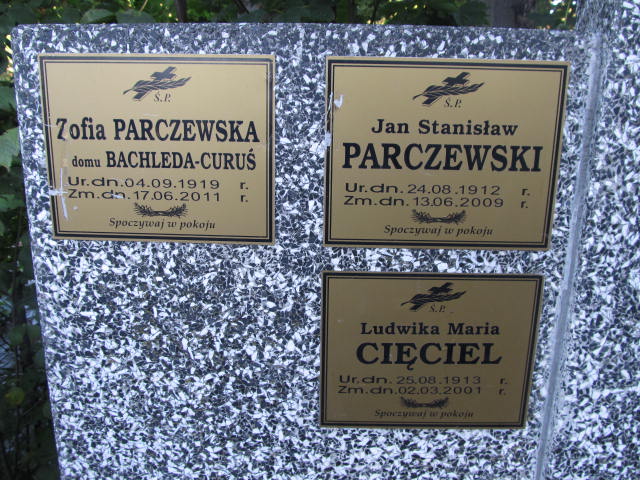 Ś.P.
Zofia PARCZEWSKA
domu BACHLEDA-CURUŚ
Ur.dn.04.09.1919 r.
Zm.dn.17.06.2011 r.
Spoczywaj w pokoju
Ś.P.
Jan Stanisław
PARCZEWSKI
Ur.dn. 24.08.1912 r.
Zm.dn. 13.06.2009 r.
Spoczywaj w pokoju
Ś.P.
Ludwika Maria
CIĘCIEL
Ur.dn. 25.08.1913 r.
Zm.dn. 02.03.2001 r.
Spoczywaj w pokoju